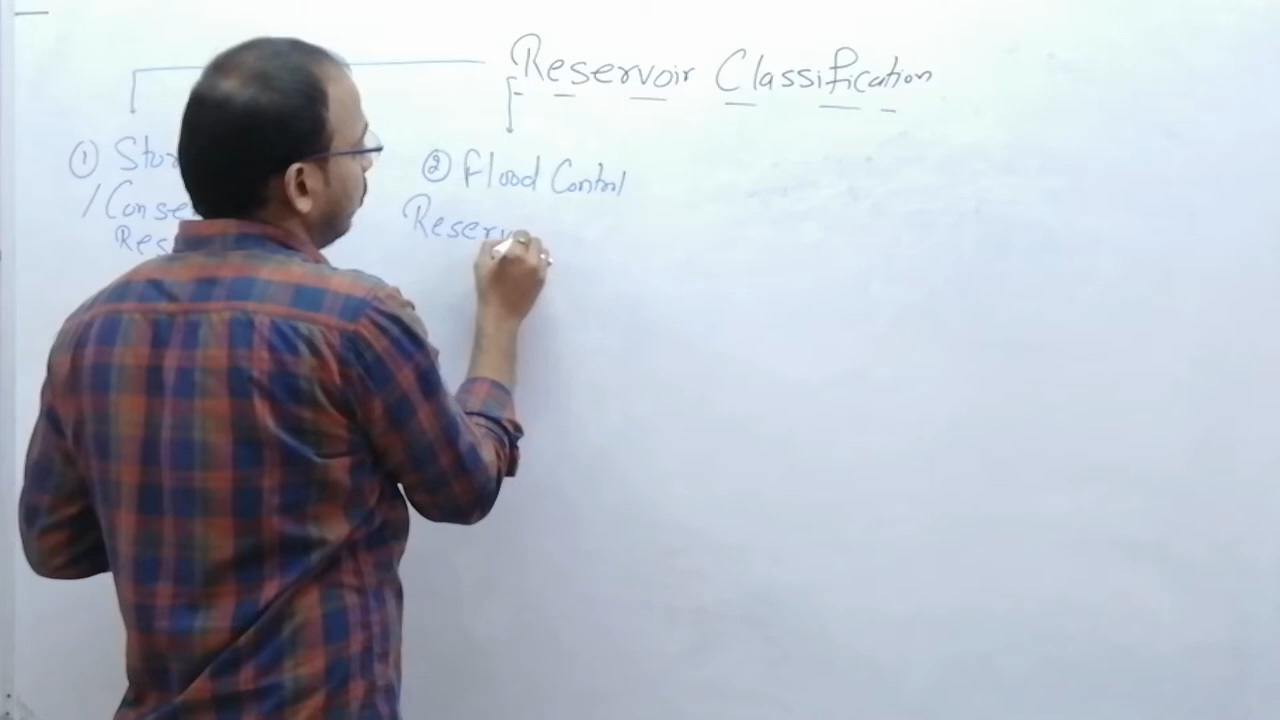 Reservoir Classification
① Stor
/Conse
Res
② Flood Control
Reserv